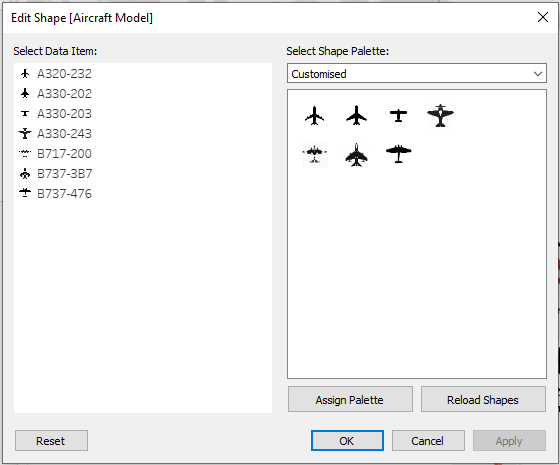 Edit Shape [Aircraft Model]
Select Data Item:
A320-232
A330-202
A330-203
A330-243
B717-200
B737-3B7
B737-476
Select Shape Palette:
Customised
Assign Palette
Reload Shapes
Reset
OK
Cancel
Apply